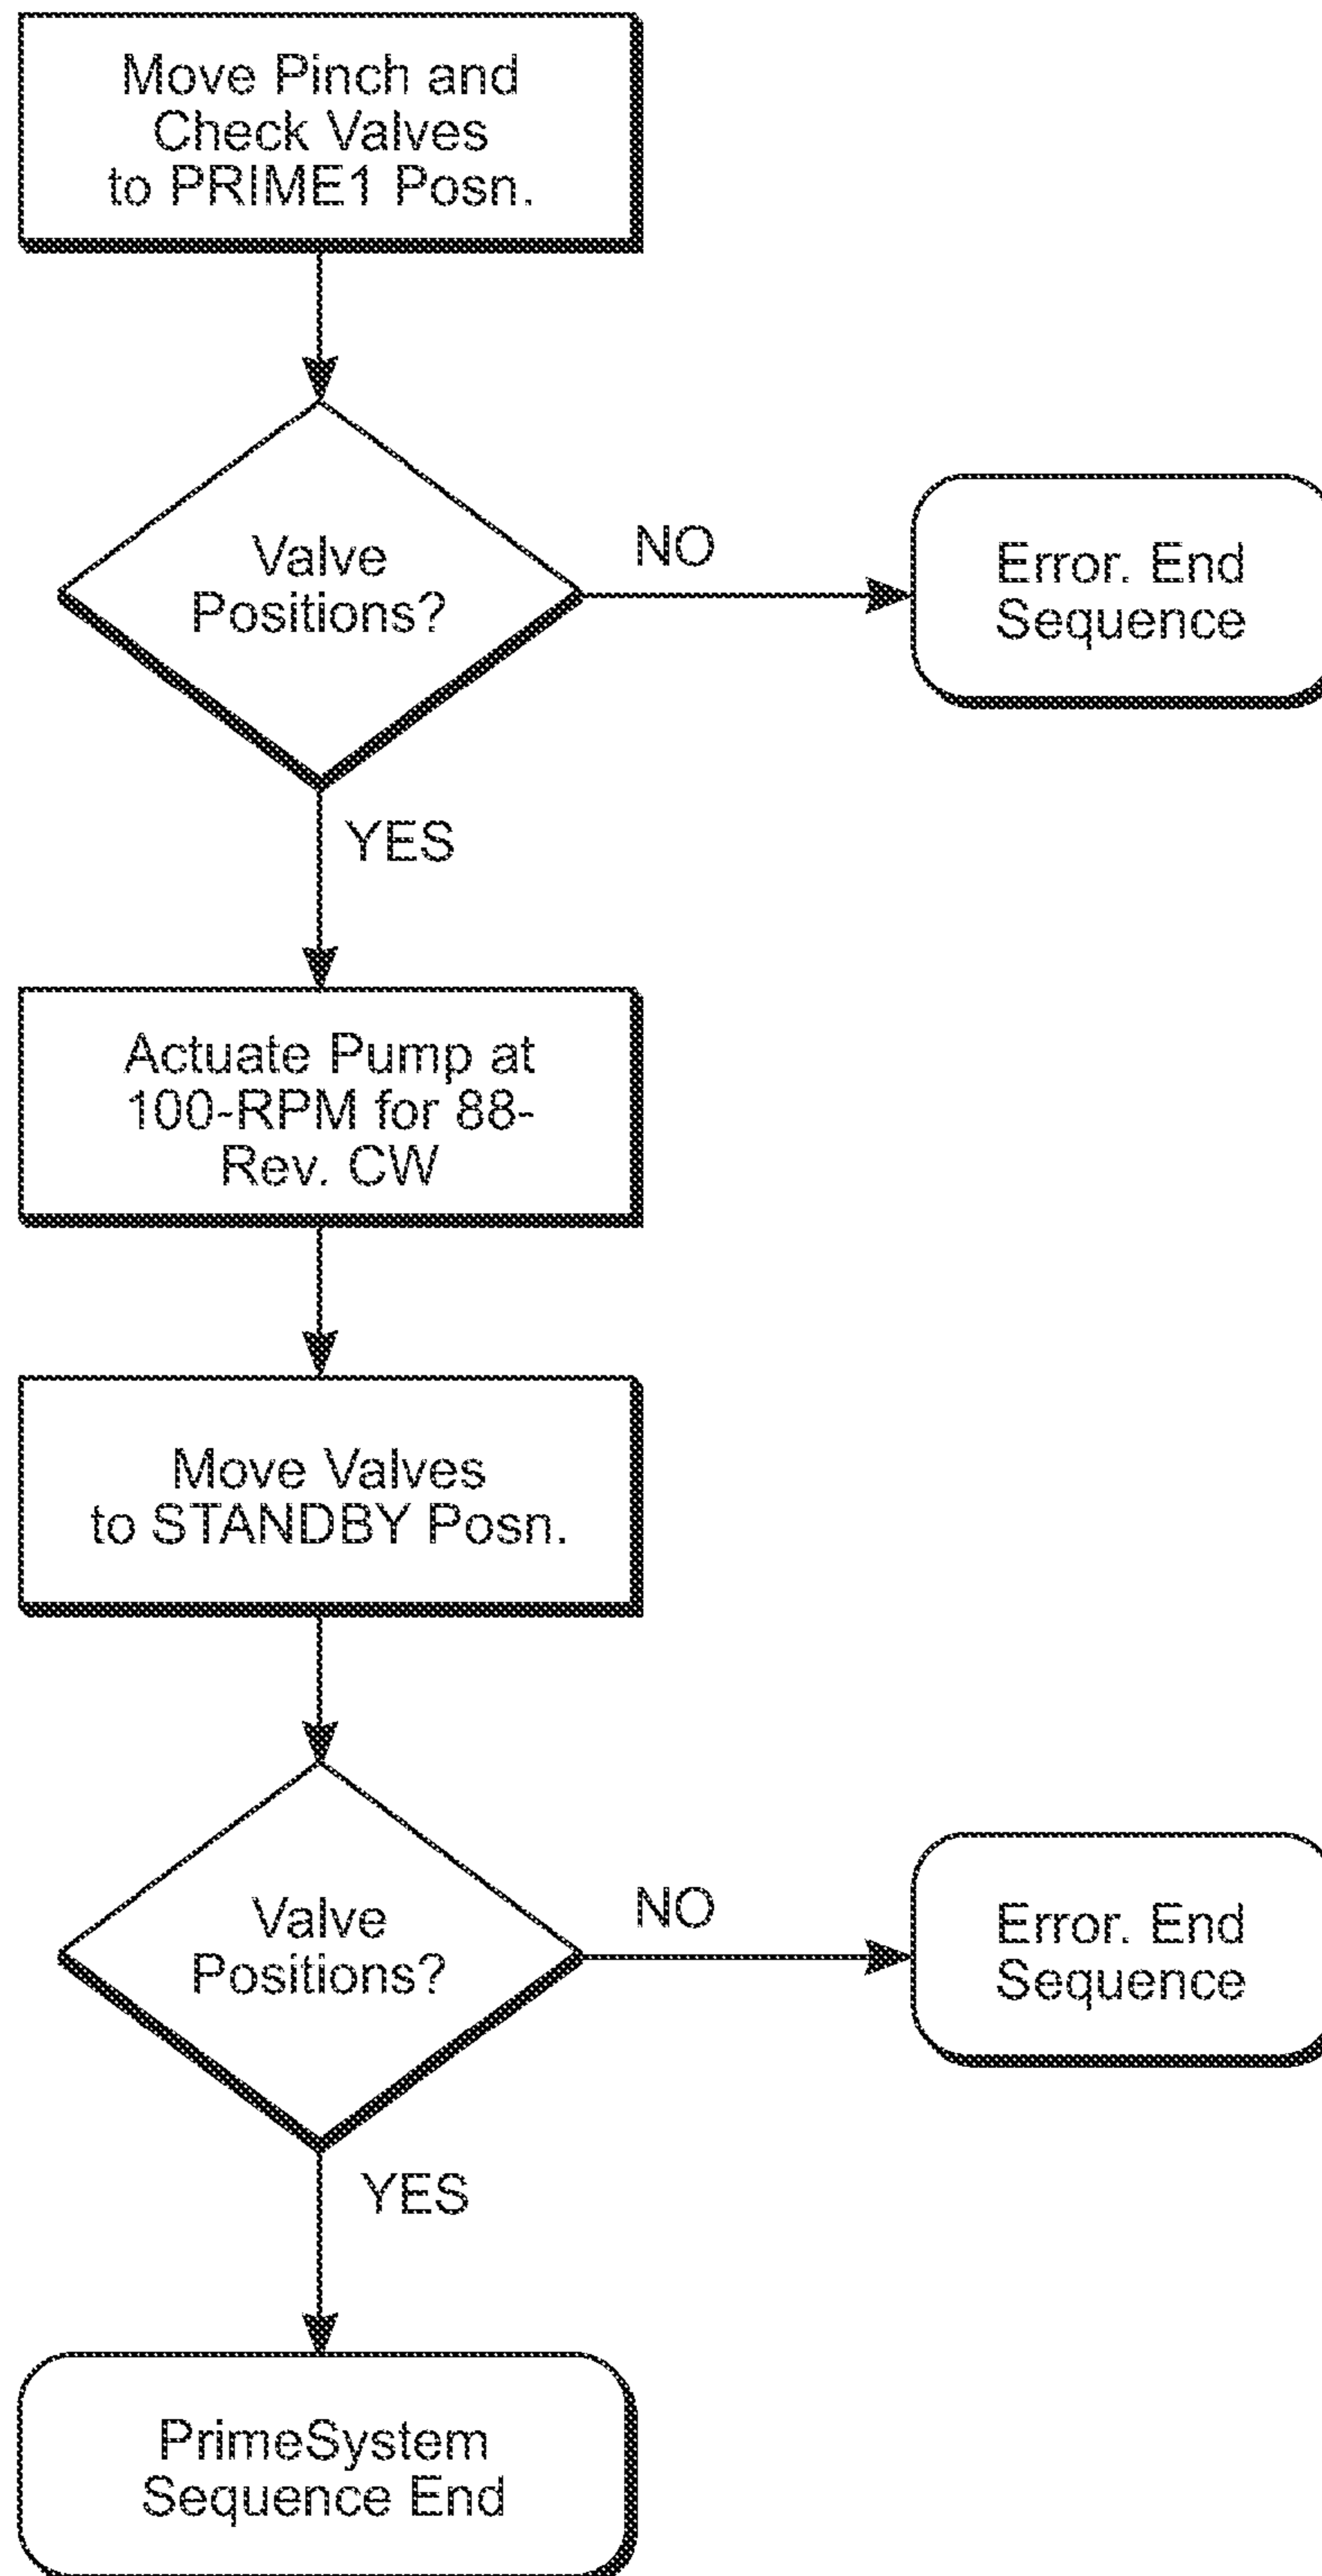 Move Pinch and
Check Valves
to PRIME1 Posn.
Valve
Positions?
NO
Error. End
Sequence
YES
Actuate Pump at
100-RPM for 88-
Rev. CW
Move Valves
to STANDBY Posn.
Valve
Positions?
NO
Error. End
Sequence
YES
PrimeSystem
Sequence End